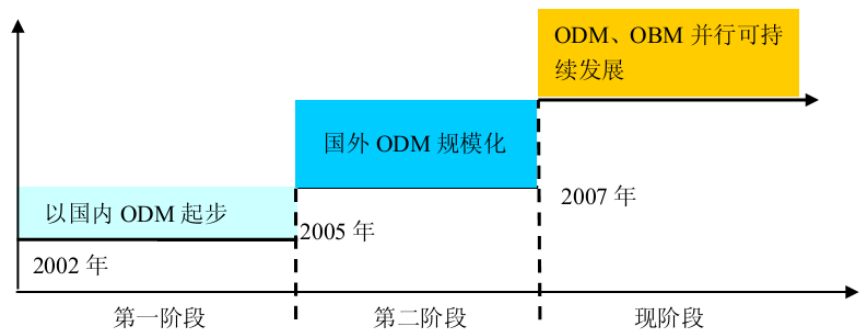 ODM、OBM 并行可持
续发展
国外 ODM 规模化
以国内 ODM 起步
2007 年
2005 年
2002 年
第一阶段
第二阶段
现阶段